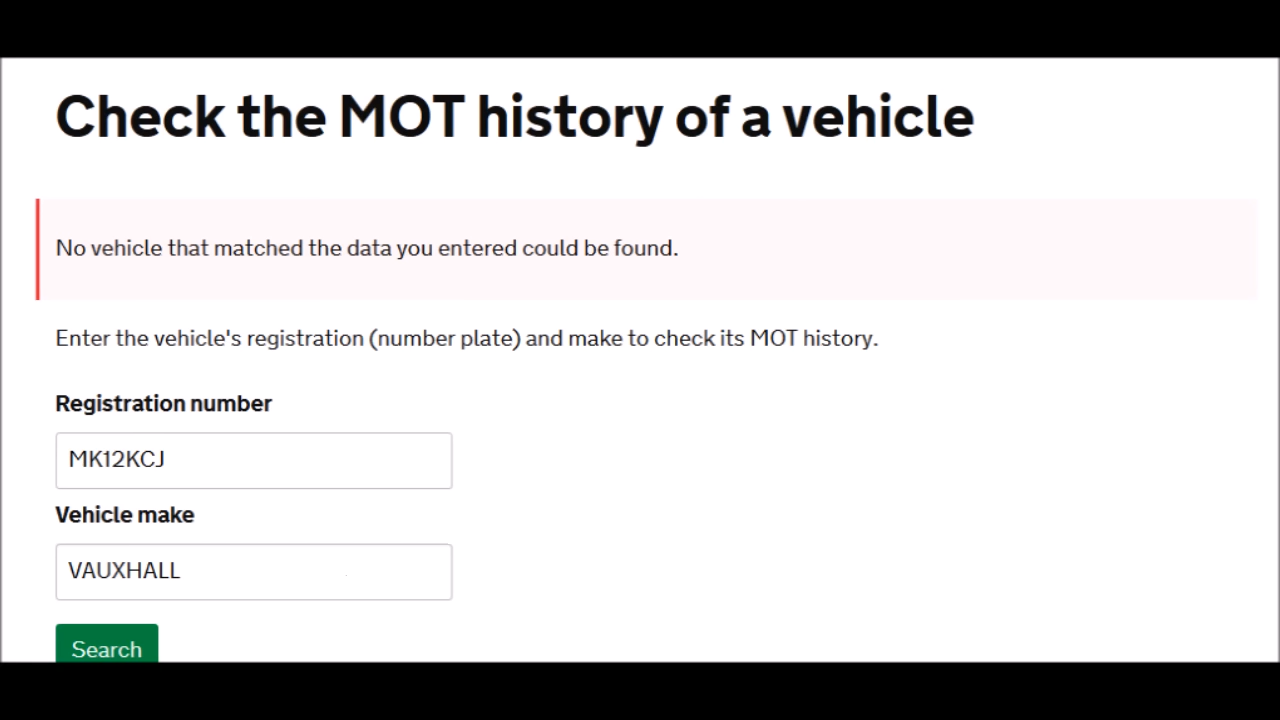 Check the MOT history of a vehicle
No vehicle that matched the data you entered could be found.
Enter the vehicle's registration (number plate) and make to check its MOT history.
Registration number
MK12KCJ
Vehicle make
VAUXHALL
Search